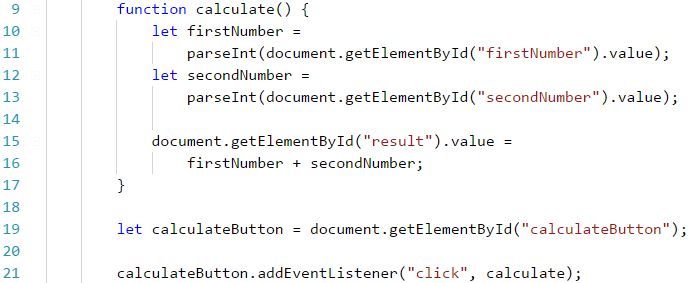 9 function calculate() {
10 let firstNumber =
11 parseInt(document.getElementById("firstNumber").value);
12 let secondNumber =
13 parseInt(document.getElementById("secondNumber").value);
14
15 document.getElementById("result").value =
16 firstNumber + secondNumber;
17 }
18
19 let calculateButton = document.getElementById("calculateButton");
20
21 calculateButton.addEventListener("click", calculate);